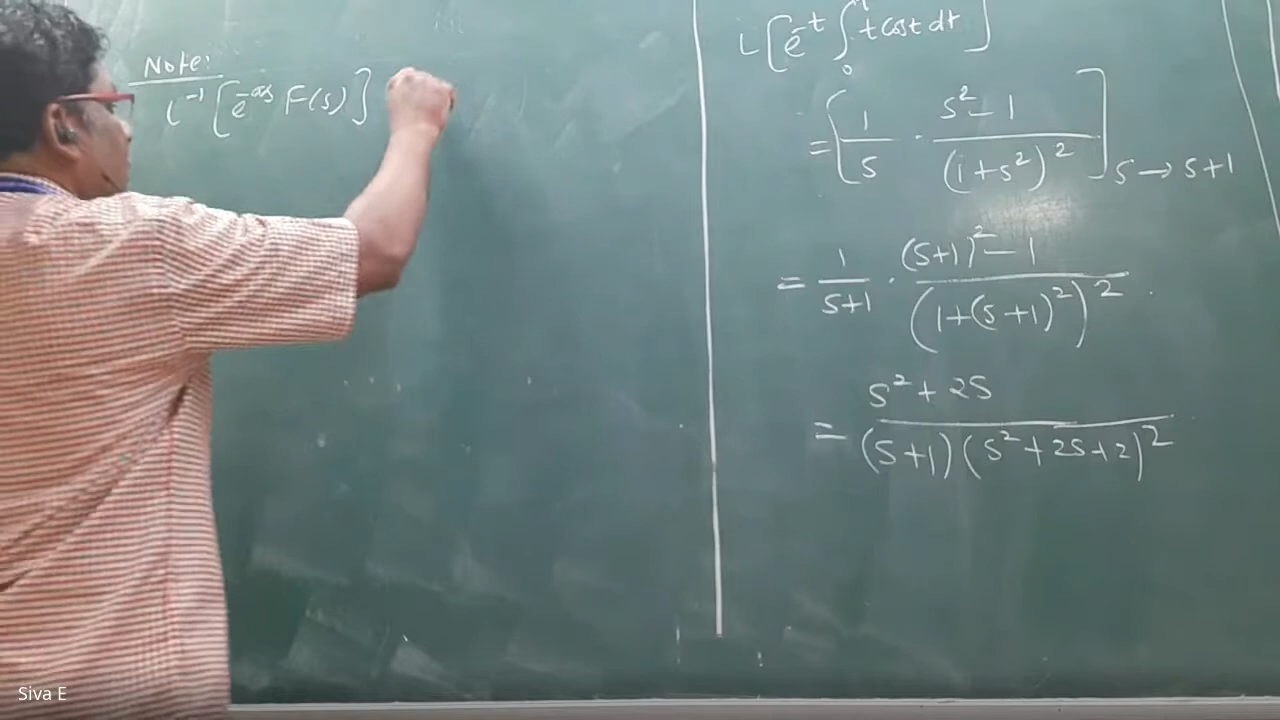 Note:
L⁻¹[e⁻ᵃˢ F(s)]
L[e⁻ᵗ ∫₀ᵗ t cost dt]
= [1/s · (s²-1)/(1+s²)²] s→s+1
= 1/(s+1) · ((s+1)²-1)/(1+(s+1)²)²
= (s²+2s)/((s+1)(s²+2s+2)²)
Siva E